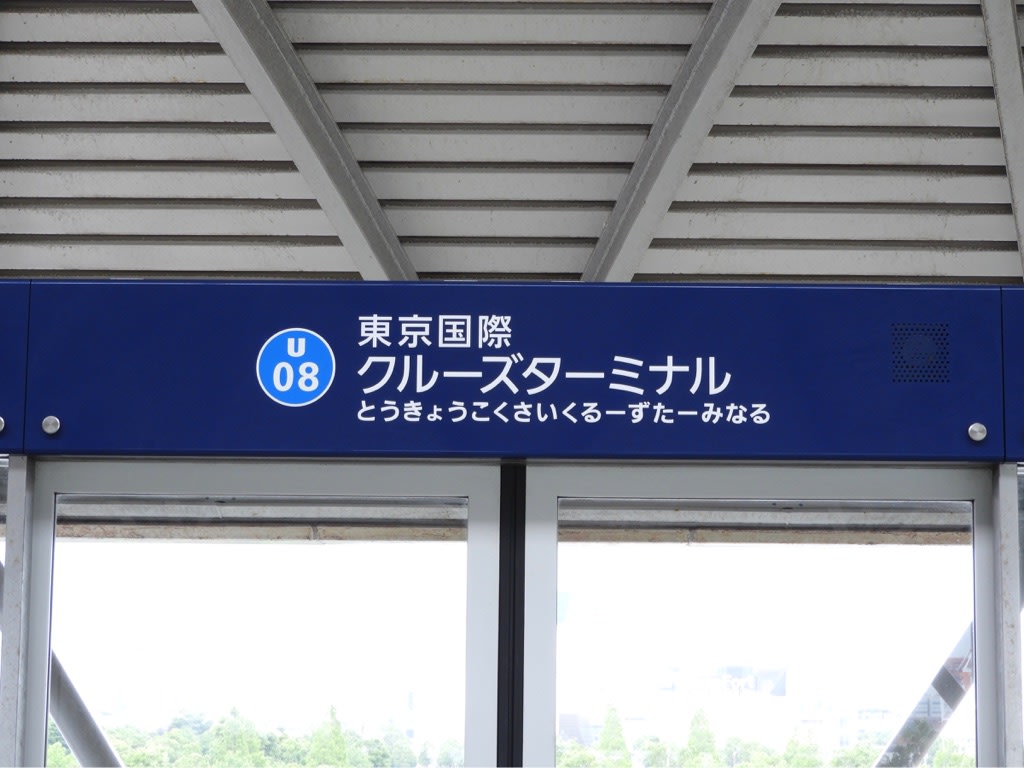 U
08
東京国際
クルーズターミナル
とうきょうこくさいくるーずたーみなる